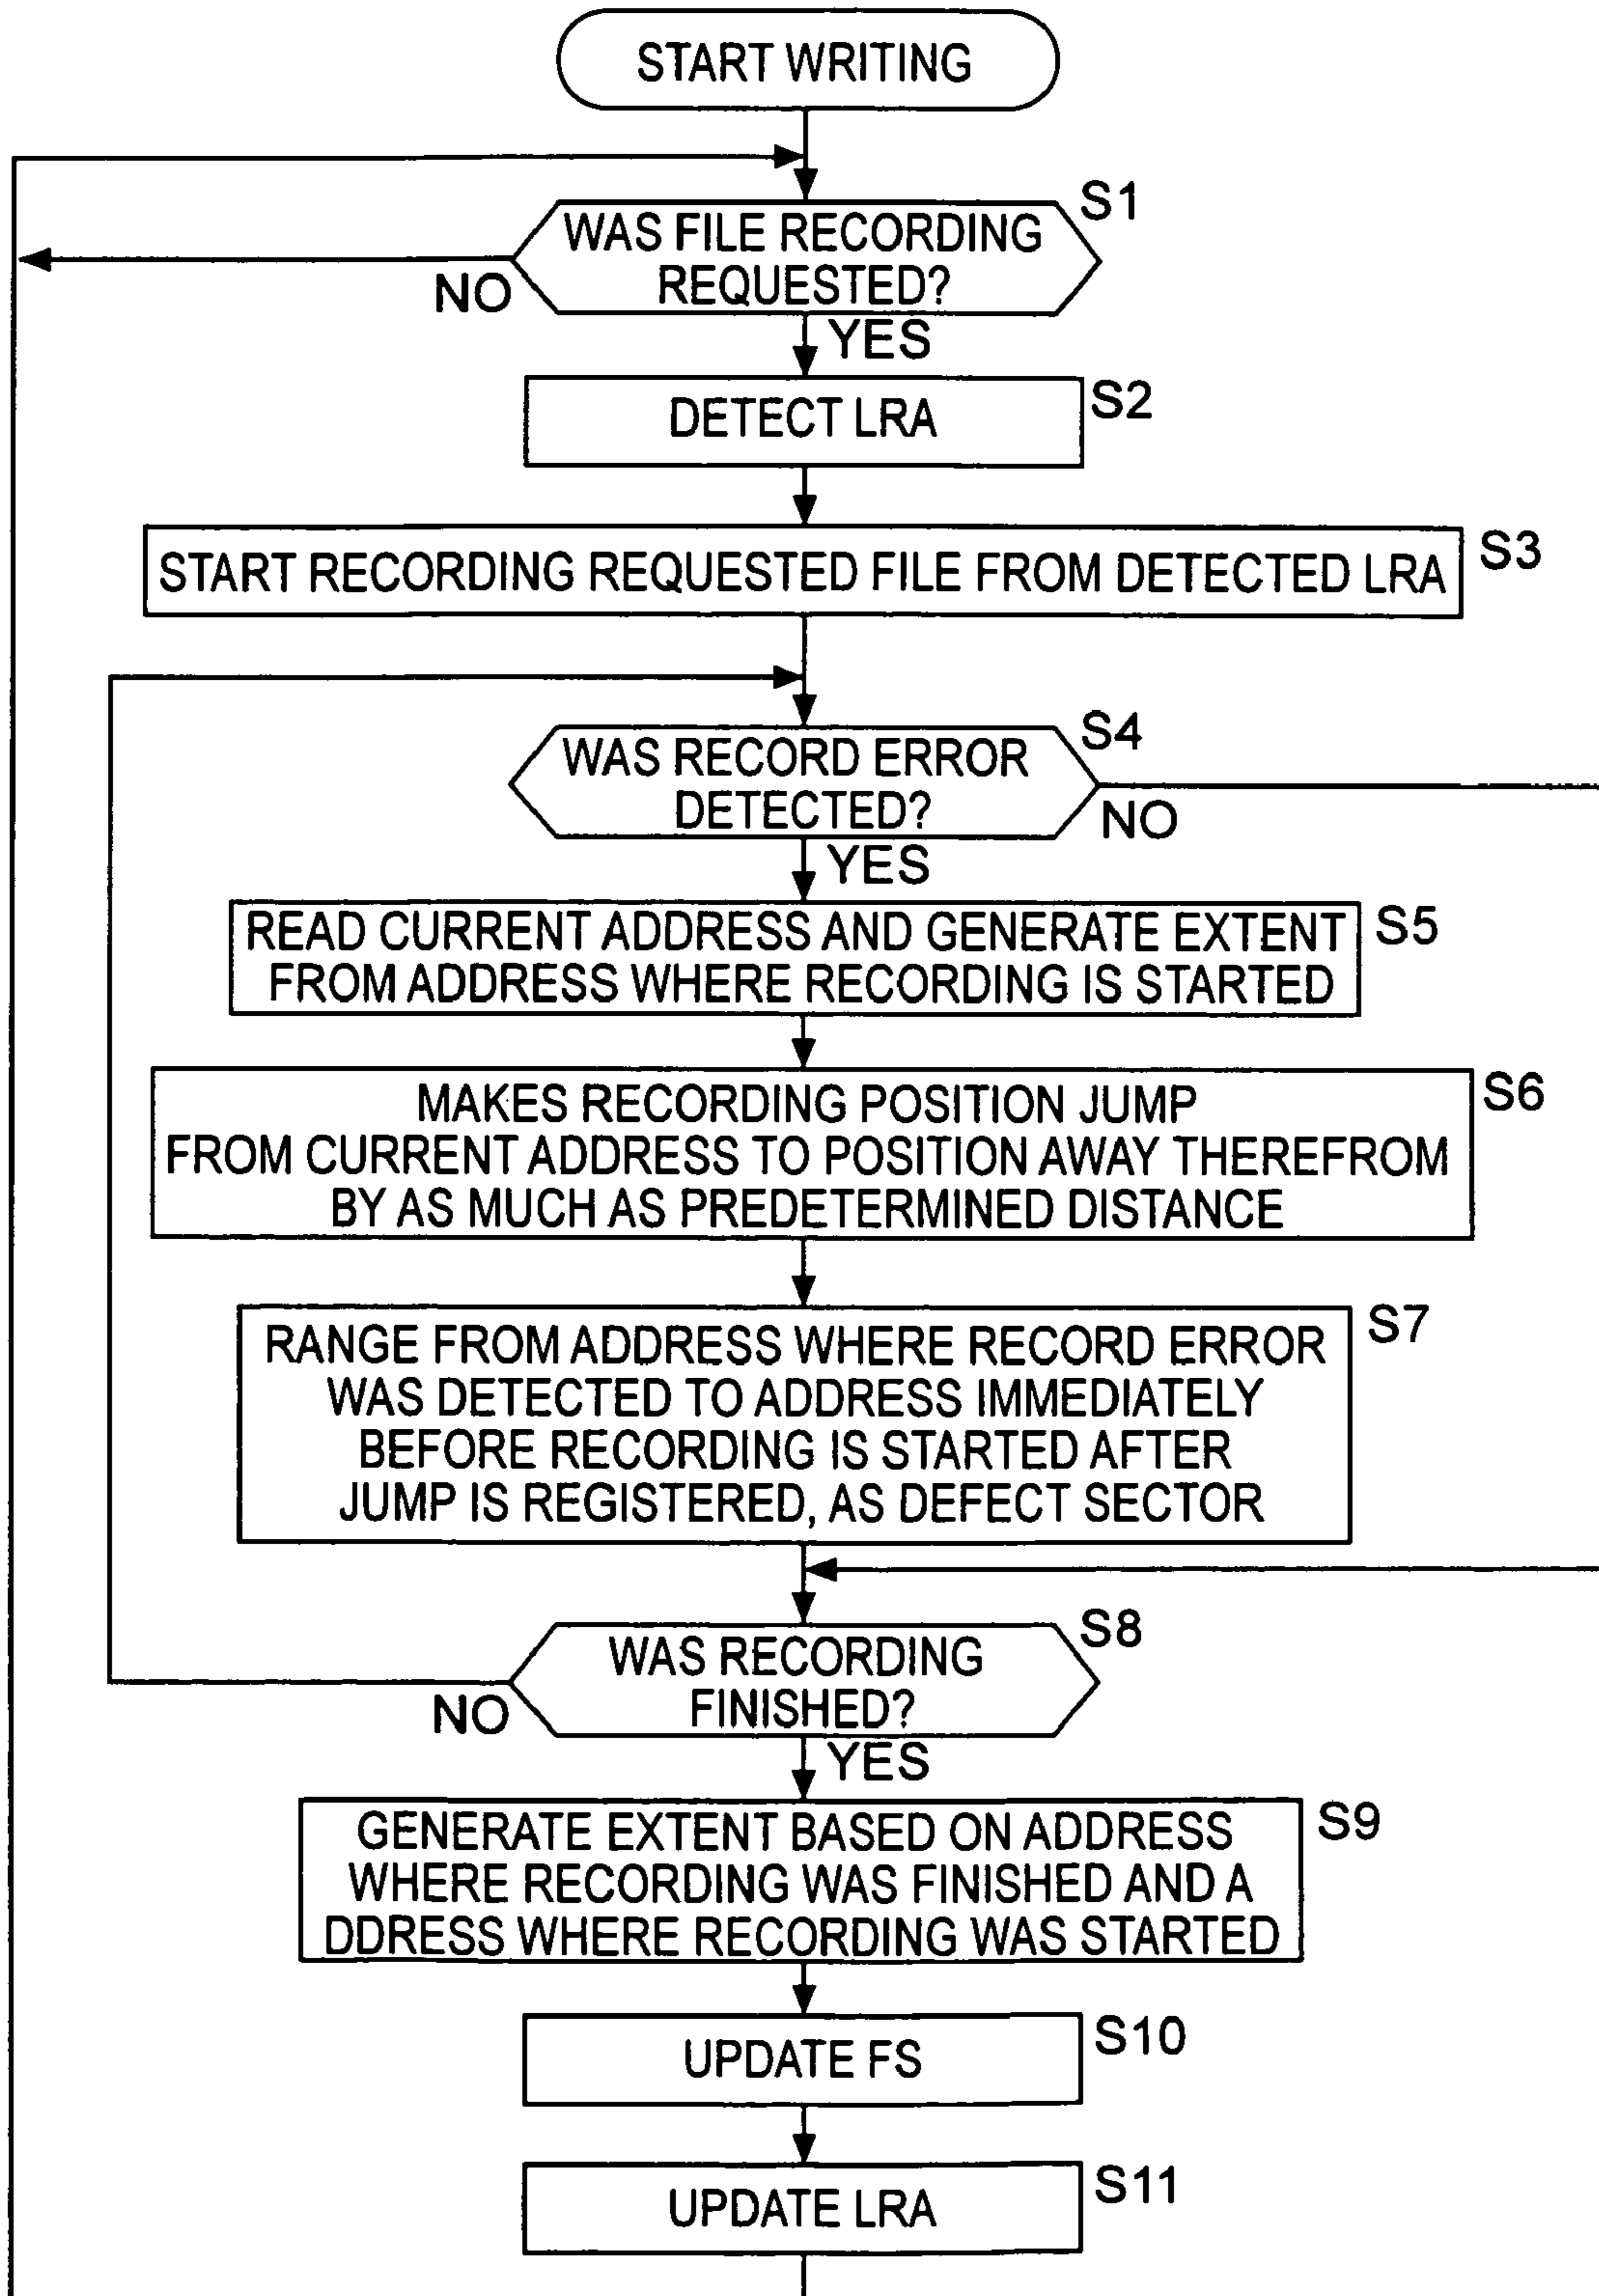 START WRITING
S1
WAS FILE RECORDING
REQUESTED?
NO
YES
S2
DETECT LRA
S3
START RECORDING REQUESTED FILE FROM DETECTED LRA
S4
WAS RECORD ERROR
DETECTED?
NO
YES
S5
READ CURRENT ADDRESS AND GENERATE EXTENT
FROM ADDRESS WHERE RECORDING IS STARTED
S6
MAKES RECORDING POSITION JUMP
FROM CURRENT ADDRESS TO POSITION AWAY THEREFROM
BY AS MUCH AS PREDETERMINED DISTANCE
S7
RANGE FROM ADDRESS WHERE RECORD ERROR
WAS DETECTED TO ADDRESS IMMEDIATELY
BEFORE RECORDING IS STARTED AFTER
JUMP IS REGISTERED, AS DEFECT SECTOR
S8
WAS RECORDING
FINISHED?
NO
YES
S9
GENERATE EXTENT BASED ON ADDRESS
WHERE RECORDING WAS FINISHED AND A
DDRESS WHERE RECORDING WAS STARTED
S10
UPDATE FS
S11
UPDATE LRA